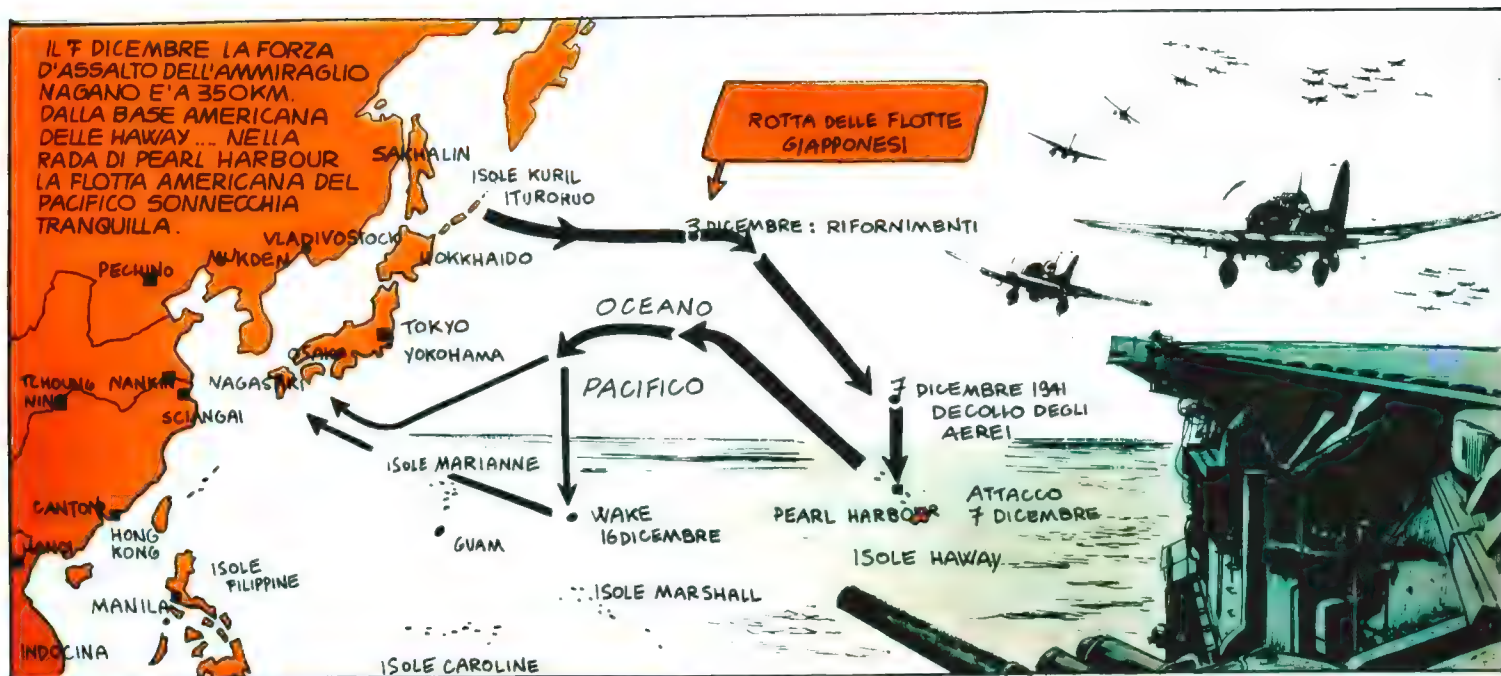 IL 7 DICEMBRE LA FORZA
D'ASSALTO DELL'AMMIRAGLIO
NAGANO E' A 350KM.
DALLA BASE AMERICANA
DELLE HAWAY... NELLA
RADA DI PEARL HARBOUR
LA FLOTTA AMERICANA DEL
PACIFICO SONNECCHIA
TRANQUILLA.
ROTTA DELLE FLOTTE
GIAPPONESI
SAKHALIN
ISOLE KURIL
ITUROHUO
3 DICEMBRE: RIFORNIMENTI
VLADIVOSTOCK
MUKDEN
HOKKHAIDO
PECHINO
OCEANO
TOKYO
YOKOHAMA
OSAKA
PACIFICO
TCHOUNG
NING
NANKIN
NAGASAKI
SCIANGAI
7 DICEMBRE 1941
DECOLLO DEGLI
AEREI
ISOLE MARIANNE
CANTON
HONG
KONG
GUAM
WAKE
16 DICEMBRE
PEARL HARBOUR
ATTACCO
7 DICEMBRE
ISOLE HAWAY
ISOLE
FILIPPINE
MANILA
ISOLE MARSHALL
INDOCINA
ISOLE CAROLINE